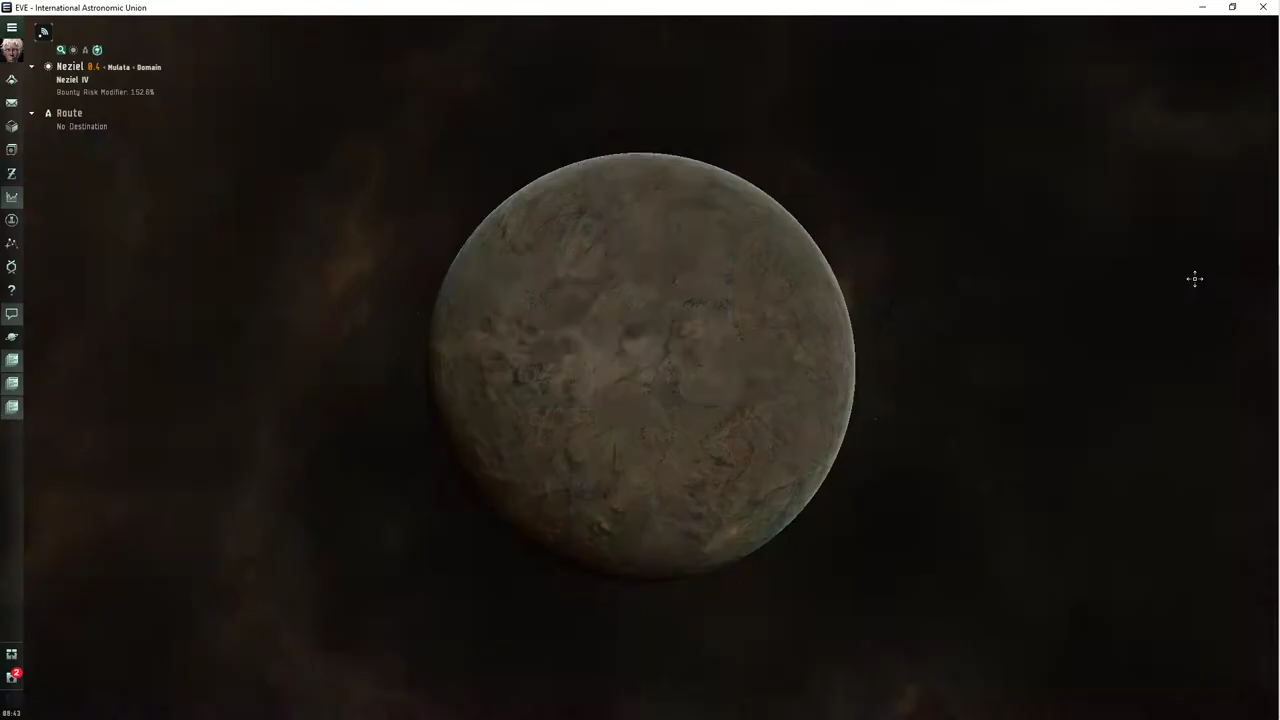 EVE - International Astronomic Union
Neziel 0.4 < Mulata < Domain
Neziel IV
Bounty Risk Modifier: 152.6%
Route
No Destination
2
08:43